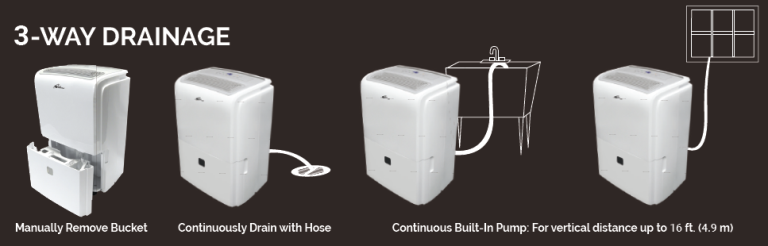 3-WAY DRAINAGE
Manually Remove Bucket
Continuously Drain with Hose
Continuous Built-In Pump: For vertical distance up to 16 ft. (4.9 m)